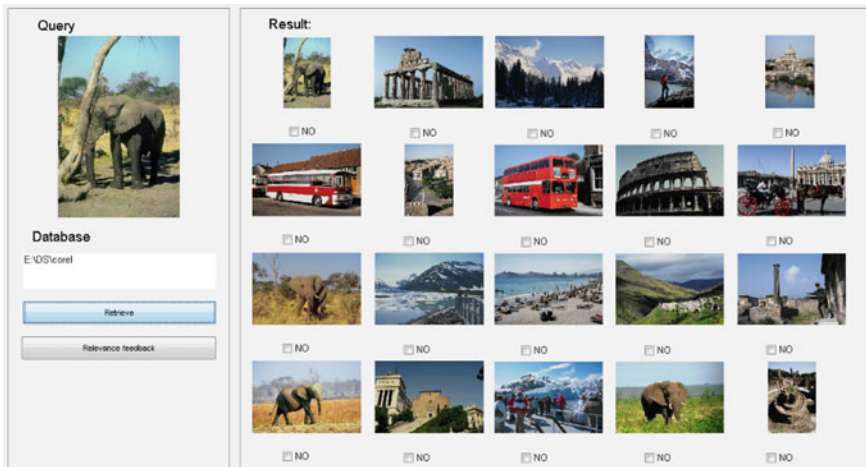 Query
Database
E:\DS\corel
Retrieve
Relevance feedback
Result:
NO NO NO NO NO
NO NO NO NO NO
NO NO NO NO NO
NO NO NO NO NO